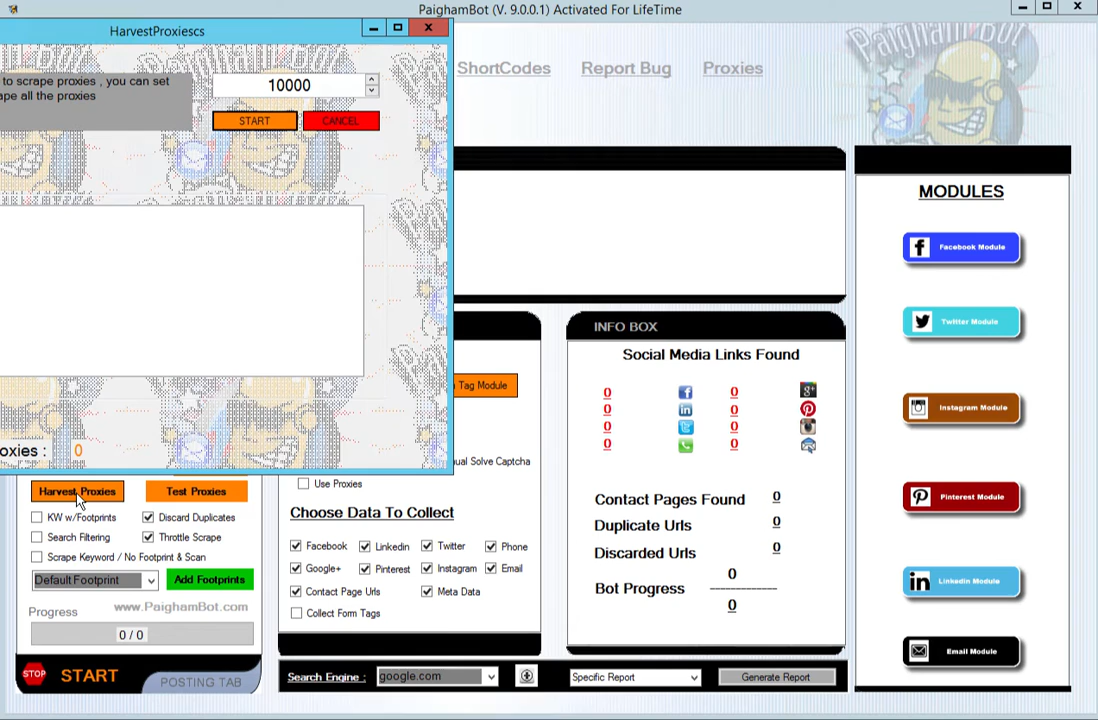 PaighamBot (V. 9.0.0.1) Activated For LifeTime
HarvestProxiescs
to scrape proxies , you can set
ape all the proxies
10000
START
CANCEL
oxies :
0
ShortCodes
Report Bug
Proxies
Paigham Bot
MODULES
Facebook Module
Twitter Module
Instagram Module
Pinterest Module
Linkedin Module
Email Module
Tag Module
ual Solve Captcha
Use Proxies
Choose Data To Collect
Facebook
Linkedin
Twitter
Phone
Google+
Pinterest
Instagram
Email
Contact Page Urls
Meta Data
Collect Form Tags
INFO BOX
Social Media Links Found
0 0
0 0
0 0
0 0
Contact Pages Found 0
Duplicate Urls 0
Discarded Urls 0
Bot Progress
0
------------
0
Harvest Proxies
Test Proxies
KW w/Footprints
Discard Duplicates
Search Filtering
Throttle Scrape
Scrape Keyword / No Footprint & Scan
Default Footprint
Add Footprints
Progress
www.PaighamBot.com
0 / 0
STOP
START
POSTING TAB
Search Engine :
google.com
Specific Report
Generate Report